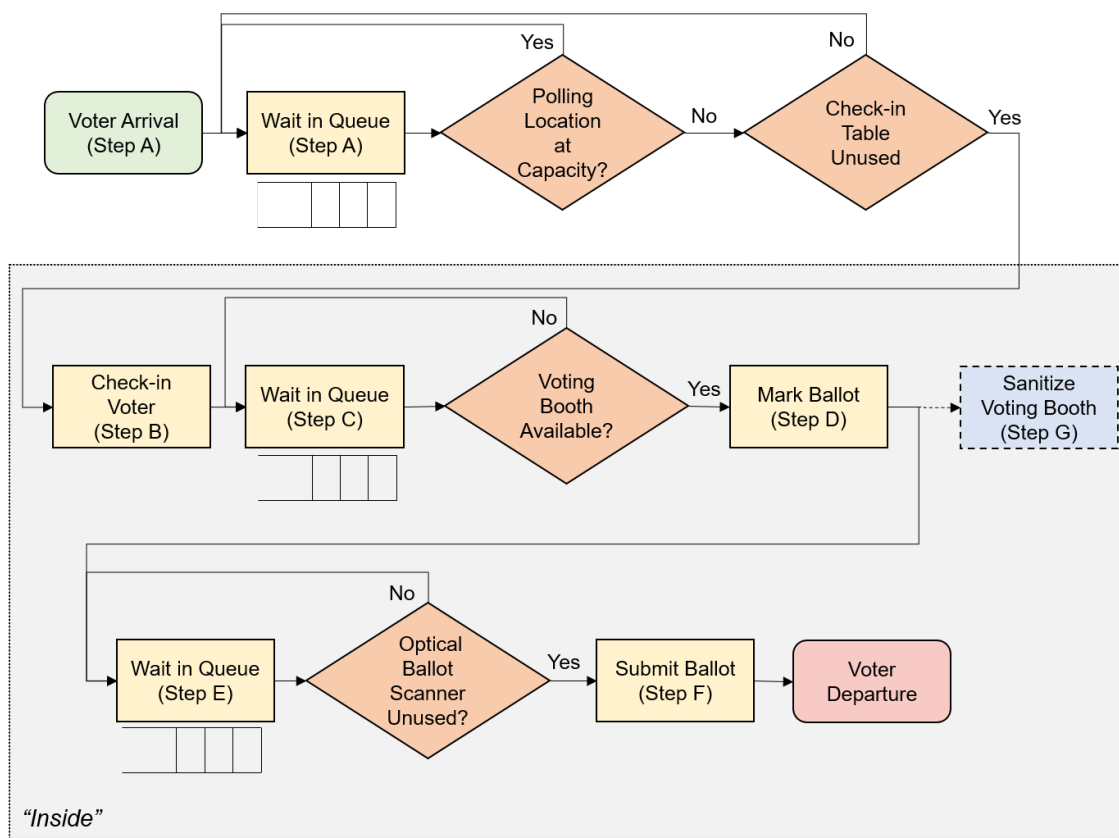 Yes
No
Voter Arrival
(Step A)
Wait in Queue
(Step A)
Polling
Location
at
Capacity?
No
Check-in
Table
Unused
Yes
No
Check-in
Voter
(Step B)
Wait in Queue
(Step C)
Voting
Booth
Available?
Yes
Mark Ballot
(Step D)
Sanitize
Voting Booth
(Step G)
No
Wait in Queue
(Step E)
Optical
Ballot
Scanner
Unused?
Yes
Submit Ballot
(Step F)
Voter
Departure
“Inside”